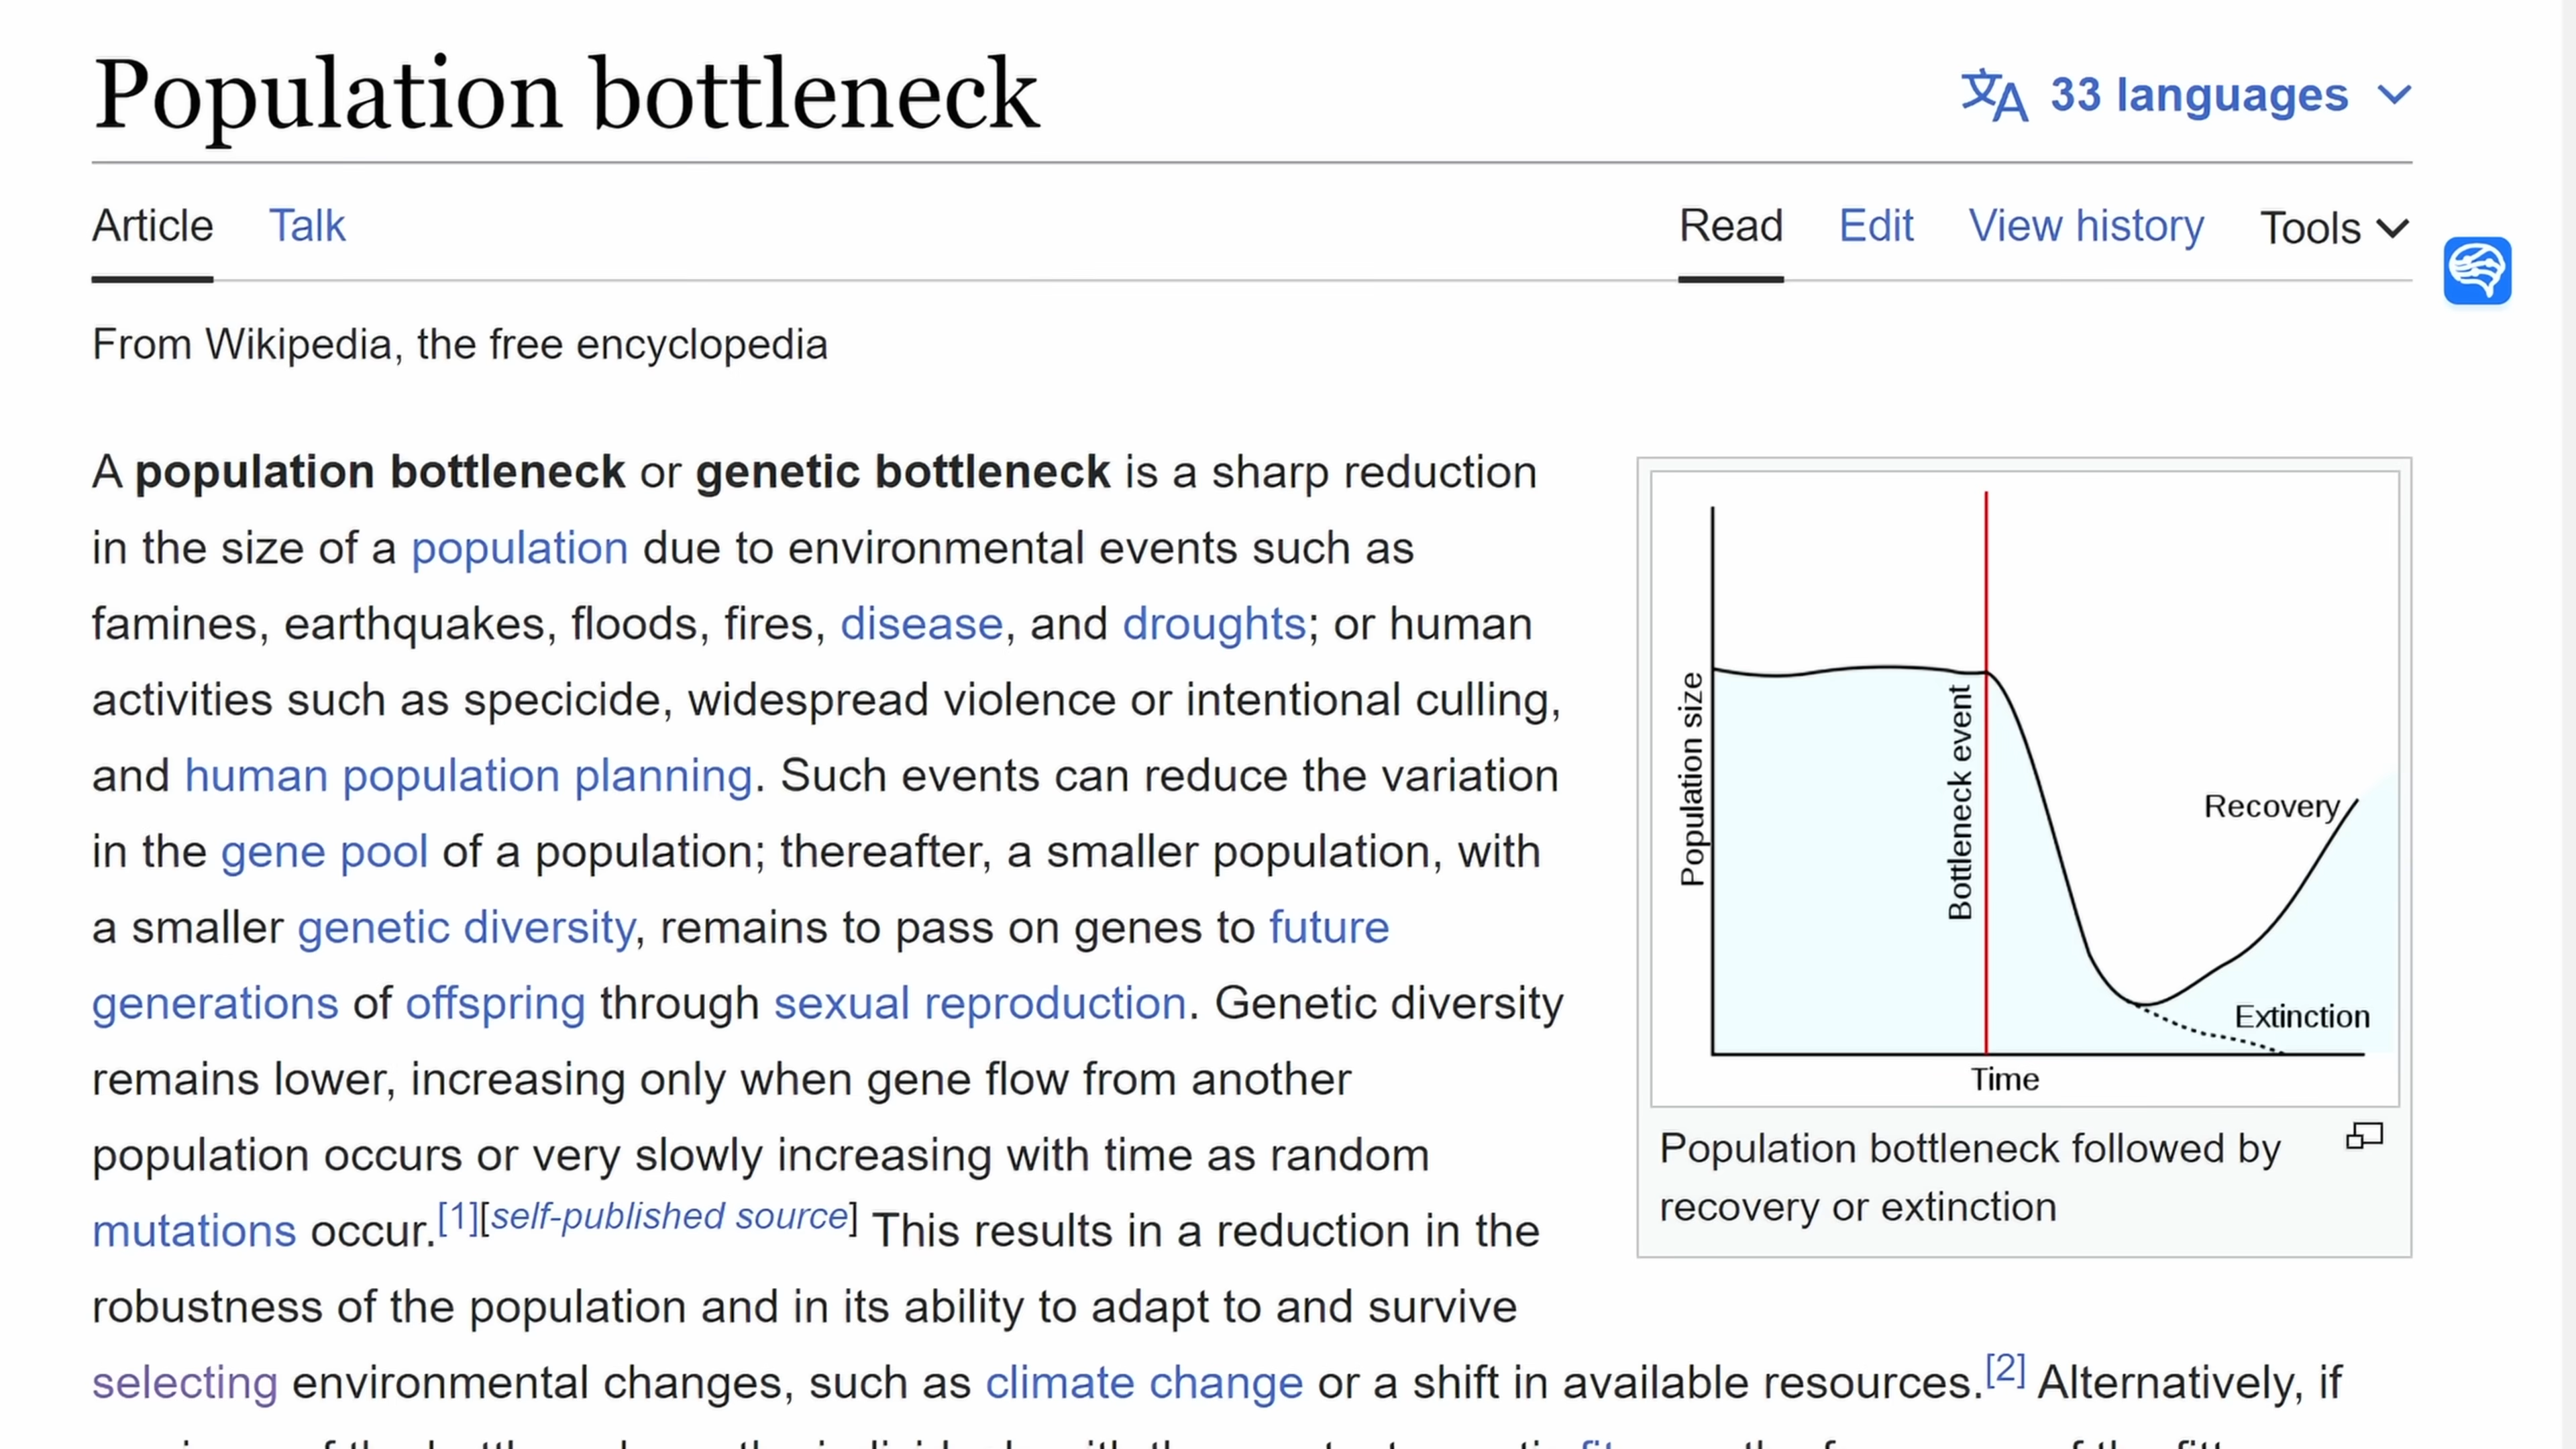 Population bottleneck
33 languages
Article Talk Read Edit View history Tools
From Wikipedia, the free encyclopedia
A population bottleneck or genetic bottleneck is a sharp reduction
in the size of a population due to environmental events such as
famines, earthquakes, floods, fires, disease, and droughts; or human
activities such as specicide, widespread violence or intentional culling,
and human population planning. Such events can reduce the variation
in the gene pool of a population; thereafter, a smaller population, with
a smaller genetic diversity, remains to pass on genes to future
generations of offspring through sexual reproduction. Genetic diversity
remains lower, increasing only when gene flow from another
population occurs or very slowly increasing with time as random
mutations occur.[1][self-published source] This results in a reduction in the
robustness of the population and in its ability to adapt to and survive
selecting environmental changes, such as climate change or a shift in available resources.[2] Alternatively, if
Population size
Bottleneck event
Recovery
Extinction
Time
Population bottleneck followed by
recovery or extinction